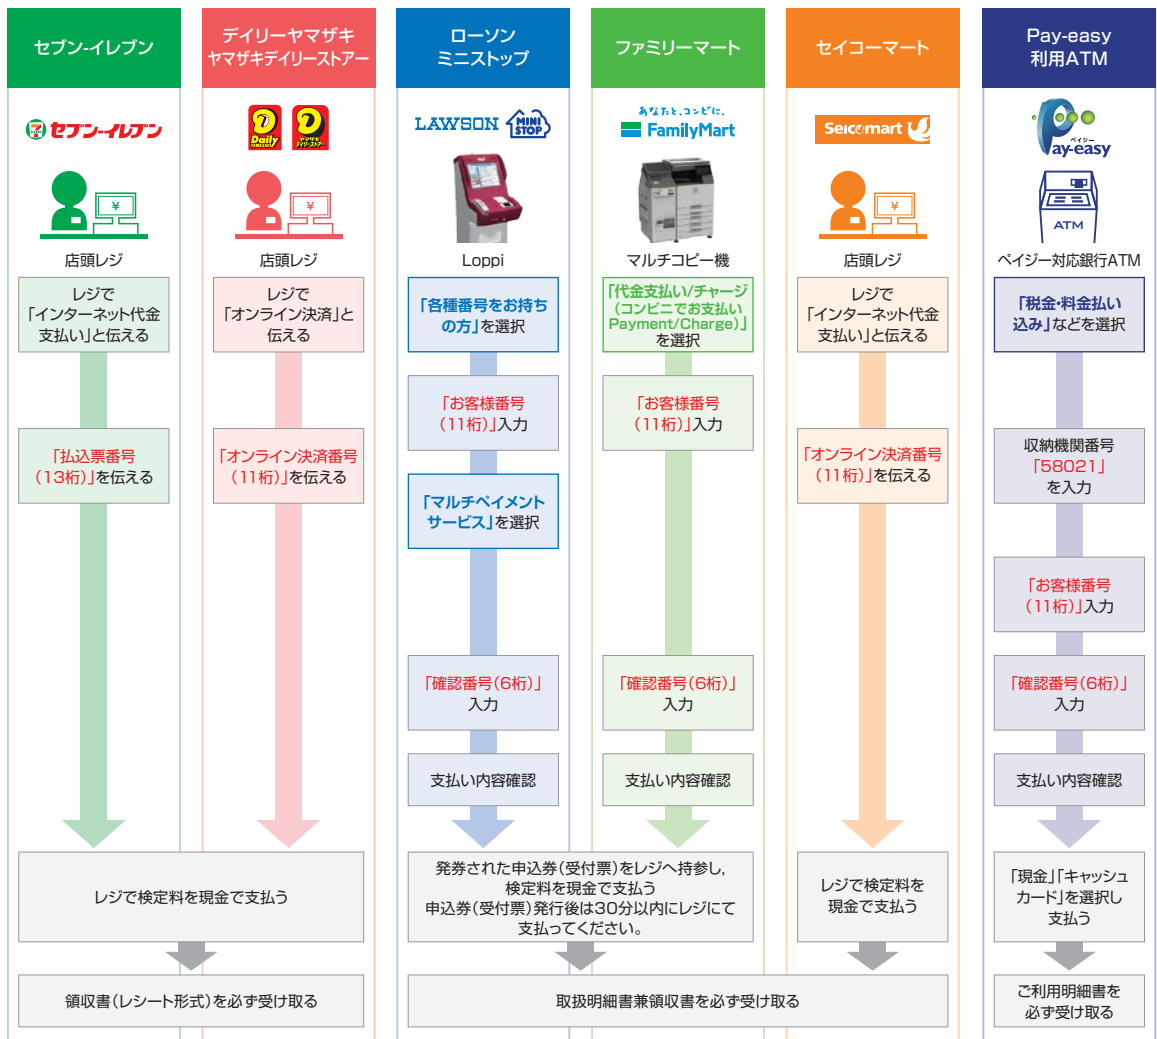 セブン-イレブン
デイリーヤマザキ
ヤマザキデイリーストアー
ローソン
ミニストップ
ファミリーマート
セイコーマート
Pay-easy
利用ATM
セブン-イレブン
Daily
ヤマザキ
デイリーストアー
LAWSON
MINI
STOP
あなたと、コンビに、
FamilyMart
Seicomart
ペイジー
Pay-easy
¥
¥
¥
ATM
店頭レジ
店頭レジ
Loppi
マルチコピー機
店頭レジ
ペイジー対応銀行ATM
レジで
「インターネット代金
支払い」と伝える
「払込票番号
(13桁)」を伝える
レジで
「オンライン決済」と
伝える
「オンライン決済番号
(11桁)」を伝える
「各種番号をお持ち
の方」を選択
「お客様番号
(11桁)」入力
「マルチペイメント
サービス」を選択
「確認番号(6桁)」
入力
支払い内容確認
「代金支払い/チャージ
(コンビニでお支払い
Payment/Charge)」
を選択
「お客様番号
(11桁)」入力
「確認番号(6桁)」
入力
支払い内容確認
レジで
「インターネット代金
支払い」と伝える
「オンライン決済番号
(11桁)」を伝える
「税金・料金払い
込み」などを選択
収納機関番号
「58021」
を入力
「お客様番号
(11桁)」入力
「確認番号(6桁)」
入力
支払い内容確認
レジで検定料を現金で支払う
発券された申込券(受付票)をレジへ持参し,
検定料を現金で支払う
申込券(受付票)発行後は30分以内にレジにて
支払ってください。
レジで検定料を
現金で支払う
「現金」「キャッシュ
カード」を選択し
支払う
領収書(レシート形式)を必ず受け取る
取扱明細書兼領収書を必ず受け取る
ご利用明細書を
必ず受け取る